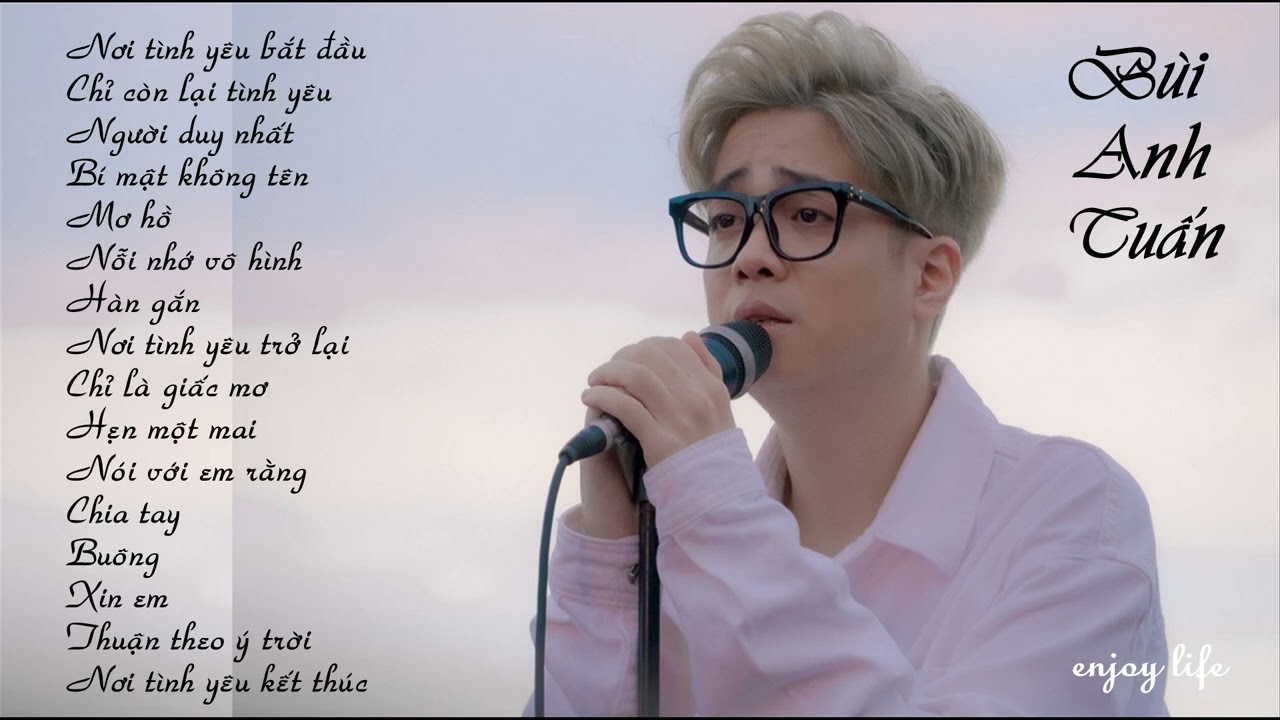 Nơi tình yêu bắt đầu
Chỉ còn lại tình yêu
Người duy nhất
Bí mật không tên
Mơ hồ
Nỗi nhớ vô hình
Hàn gắn
Nơi tình yêu trở lại
Chỉ là giấc mơ
Hẹn một mai
Nói với em rằng
Chia tay
Buông
Xin em
Thuận theo ý trời
Nơi tình yêu kết thúc
Bùi
Anh
Tuấn
enjoy life